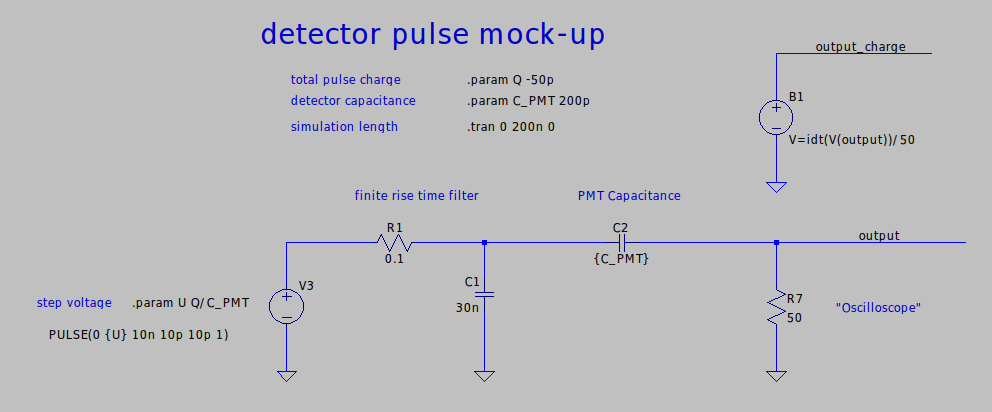 detector pulse mock-up
output_charge
total pulse charge .param Q -50p
detector capacitance .param C_PMT 200p
simulation length .tran 0 200n 0
B1
+
−
V=idt(V(output))/50
finite rise time filter
PMT Capacitance
R1
0.1
C2
{C_PMT}
output
V3
+
−
step voltage .param U Q/C_PMT
PULSE(0 {U} 10n 10p 10p 1)
C1
30n
R7
50
"Oscilloscope"